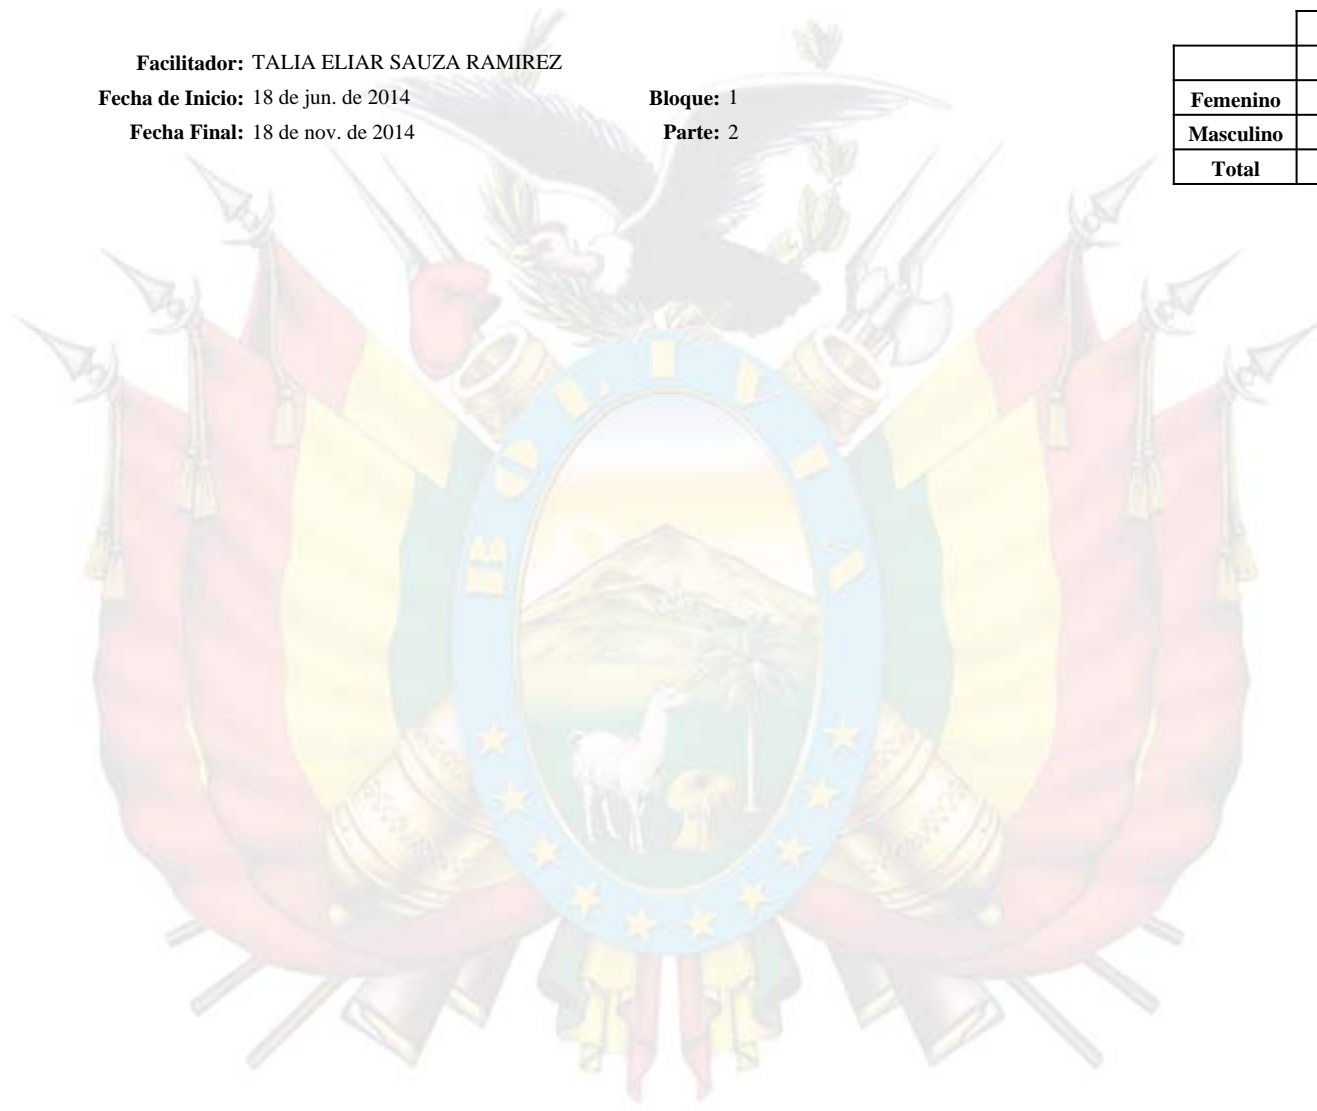 Facilitador: TALIA ELIAR SAUZA RAMIREZ
Fecha de Inicio: 18 de jun. de 2014 Bloque: 1
Fecha Final: 18 de nov. de 2014 Parte: 2
Femenino
Masculino
Total
BOLIVIA